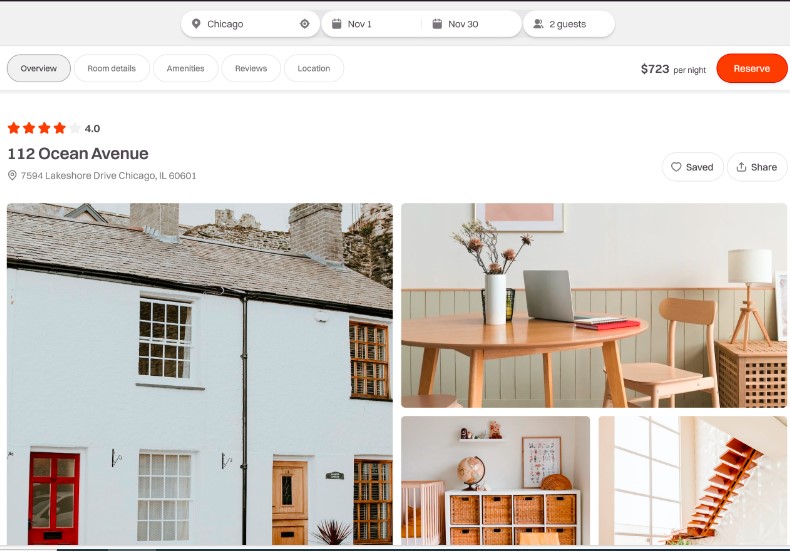 Chicago
Nov 1
Nov 30
2 guests
Overview
Room details
Amenities
Reviews
Location
$723 per night
Reserve
4.0
112 Ocean Avenue
7594 Lakeshore Drive Chicago, IL 60601
Saved
Share